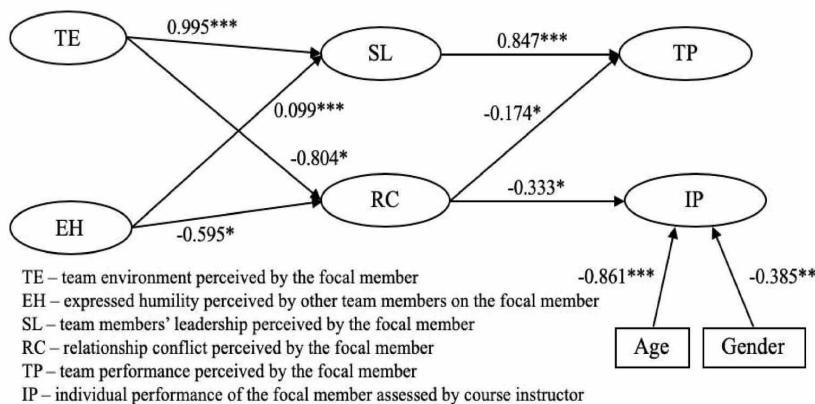 TE
0.995***
SL
0.847***
TP
0.099***
-0.174*
-0.804*
EH
-0.595*
RC
-0.333*
IP
TE – team environment perceived by the focal member
EH – expressed humility perceived by other team members on the focal member
SL – team members' leadership perceived by the focal member
RC – relationship conflict perceived by the focal member
TP – team performance perceived by the focal member
IP – individual performance of the focal member assessed by course instructor
-0.861***
-0.385**
Age
Gender